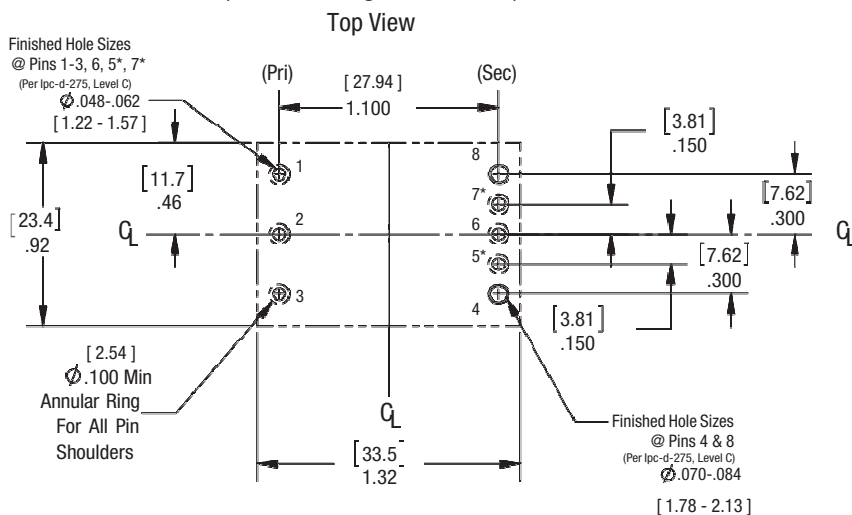 Top View
Finished Hole Sizes
@ Pins 1-3, 6, 5*, 7*
(Per Ipc-d-275, Level C)
Ø.048-.062
[1.22 - 1.57]
(Pri)
[27.94]
1.100
(Sec)
[3.81]
.150
[23.4]
.92
[11.7]
.46
CL
1
2
3
8
7*
6
5*
4
[7.62]
.300
CL
[7.62]
.300
[3.81]
.150
[2.54]
Ø.100 Min
Annular Ring
For All Pin
Shoulders
CL
[33.5]
1.32
Finished Hole Sizes
@ Pins 4 & 8
(Per Ipc-d-275, Level C)
Ø.070-.084
[1.78 - 2.13]